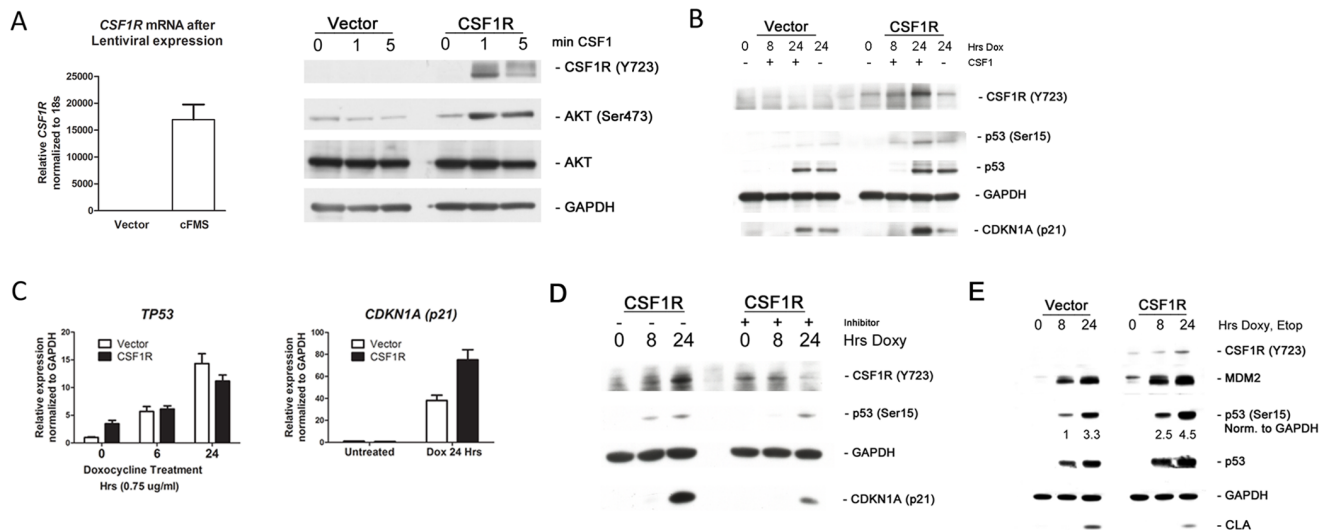 A
CSF1R mRNA after
Lentiviral expression
Relative CSF1R
normalized to 18s
25000
20000
15000
10000
5000
0
Vector cFMS
Vector CSF1R
0 1 5 0 1 5 min CSF1
- CSF1R (Y723)
- AKT (Ser473)
- AKT
- GAPDH
B
Vector CSF1R
0 8 24 24 0 8 24 24 Hrs Dox
- + + - - + + - CSF1
- CSF1R (Y723)
- p53 (Ser15)
- p53
- GAPDH
- CDKN1A (p21)
C
TP53
Relative expression
normalized to GAPDH
20
15
10
5
0
Vector
CSF1R
0 6 24
Doxocycline Treatment
Hrs (0.75 ug/ml)
CDKN1A (p21)
Relative expression
normalized to GAPDH
100
80
60
40
20
0
Vector
CSF1R
Untreated Dox 24 Hrs
D
CSF1R CSF1R
- - - + + + Inhibitor
0 8 24 0 8 24 Hrs Doxy
- CSF1R (Y723)
- p53 (Ser15)
- GAPDH
- CDKN1A (p21)
E
Vector CSF1R
0 8 24 0 8 24 Hrs Doxy, Etop
- CSF1R (Y723)
- MDM2
- p53 (Ser15)
Norm. to GAPDH
1 3.3 2.5 4.5
- p53
- GAPDH
- CLA